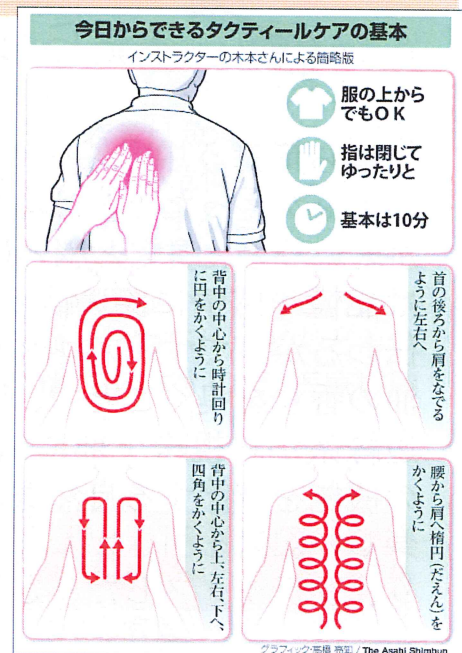 今日からできるタクティールケアの基本
インストラクターの木本さんによる簡略版
服の上から
でもOK
指は閉じて
ゆったりと
基本は10分
首の後ろから肩をなでる
ように左右へ
背中の中心から時計回り
に円をかくように
腰から肩へ楕円(だえん)を
かくように
背中の中心から上、左右、下へ、
四角をかくように
グラフィック・高橋 / The Asahi Shimbun